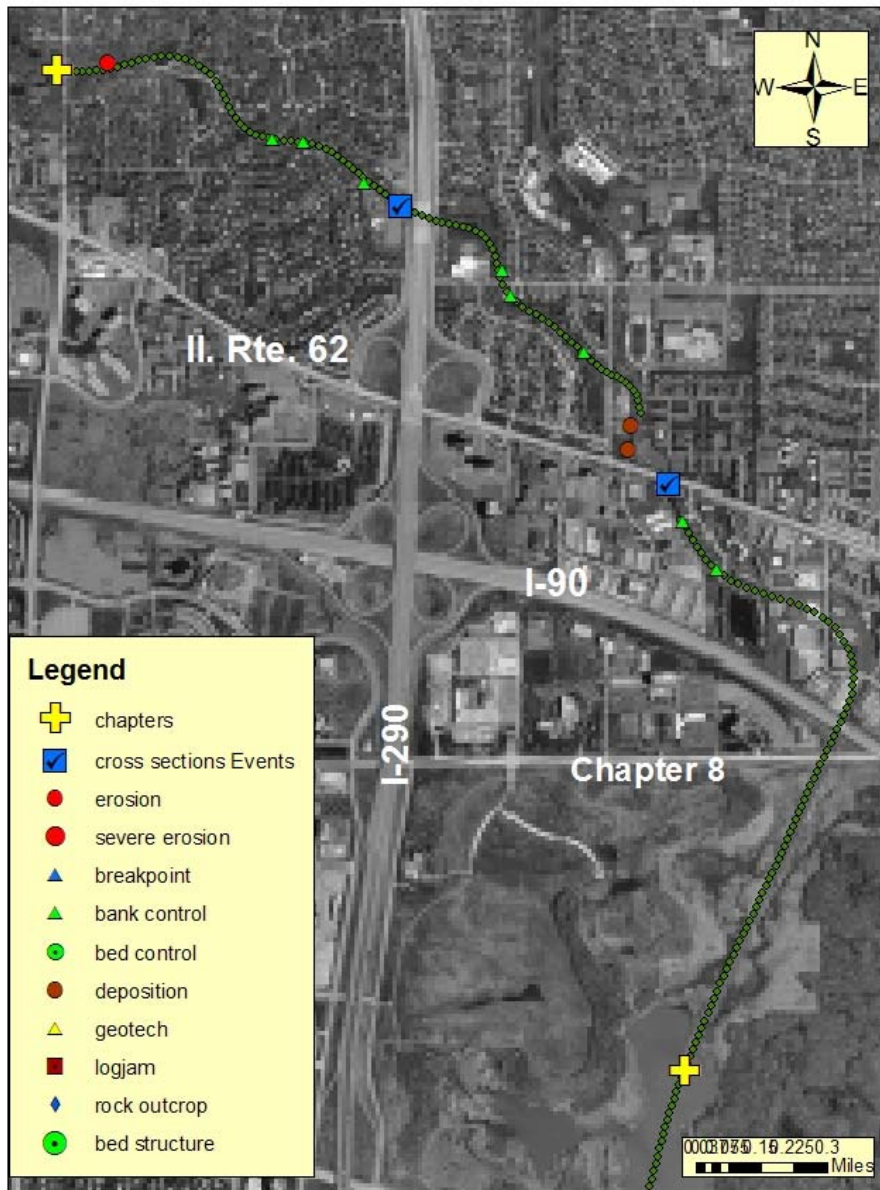 N
W E
S
Il. Rte. 62
I-90
I-290
Chapter 8
Legend
chapters
cross sections Events
erosion
severe erosion
breakpoint
bank control
bed control
deposition
geotech
logjam
rock outcrop
bed structure
Miles